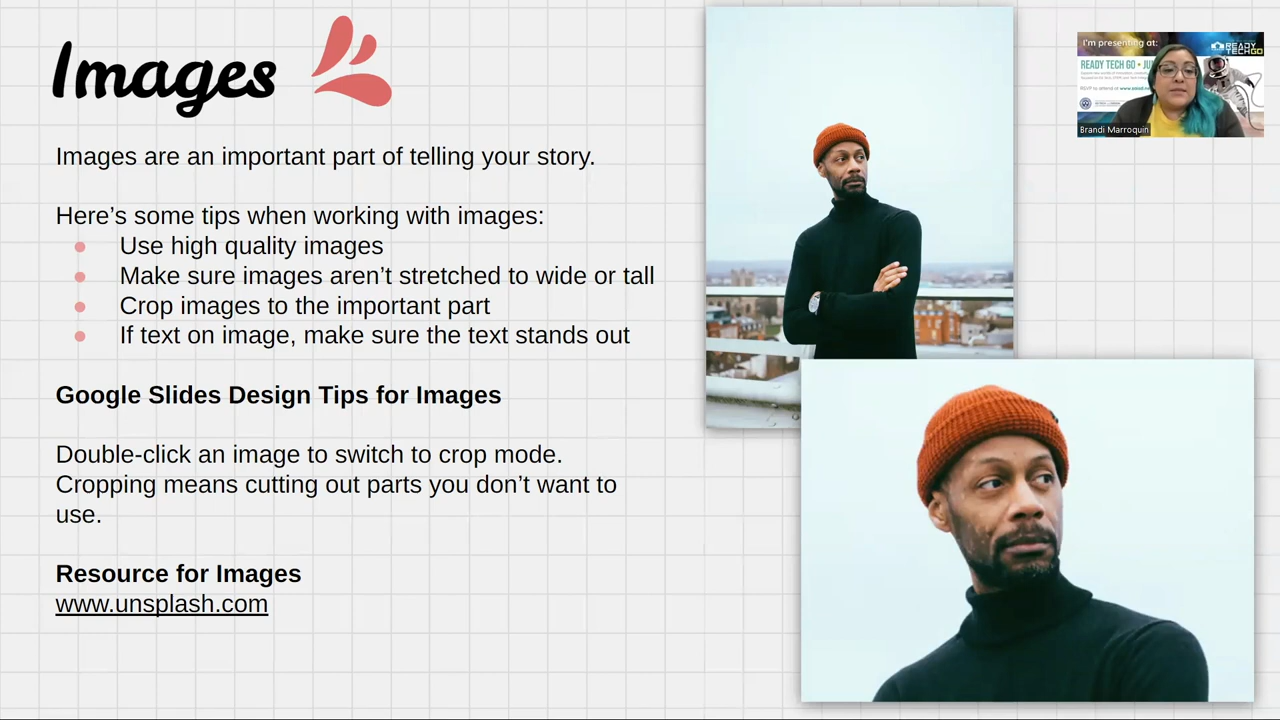 Images
Images are an important part of telling your story.
Here’s some tips when working with images:
Use high quality images
Make sure images aren’t stretched to wide or tall
Crop images to the important part
If text on image, make sure the text stands out
Google Slides Design Tips for Images
Double-click an image to switch to crop mode.
Cropping means cutting out parts you don’t want to
use.
Resource for Images
www.unsplash.com
I'm presenting at:
READY
TECHGO
READY TECH GO • JU
Brandi Marroquin